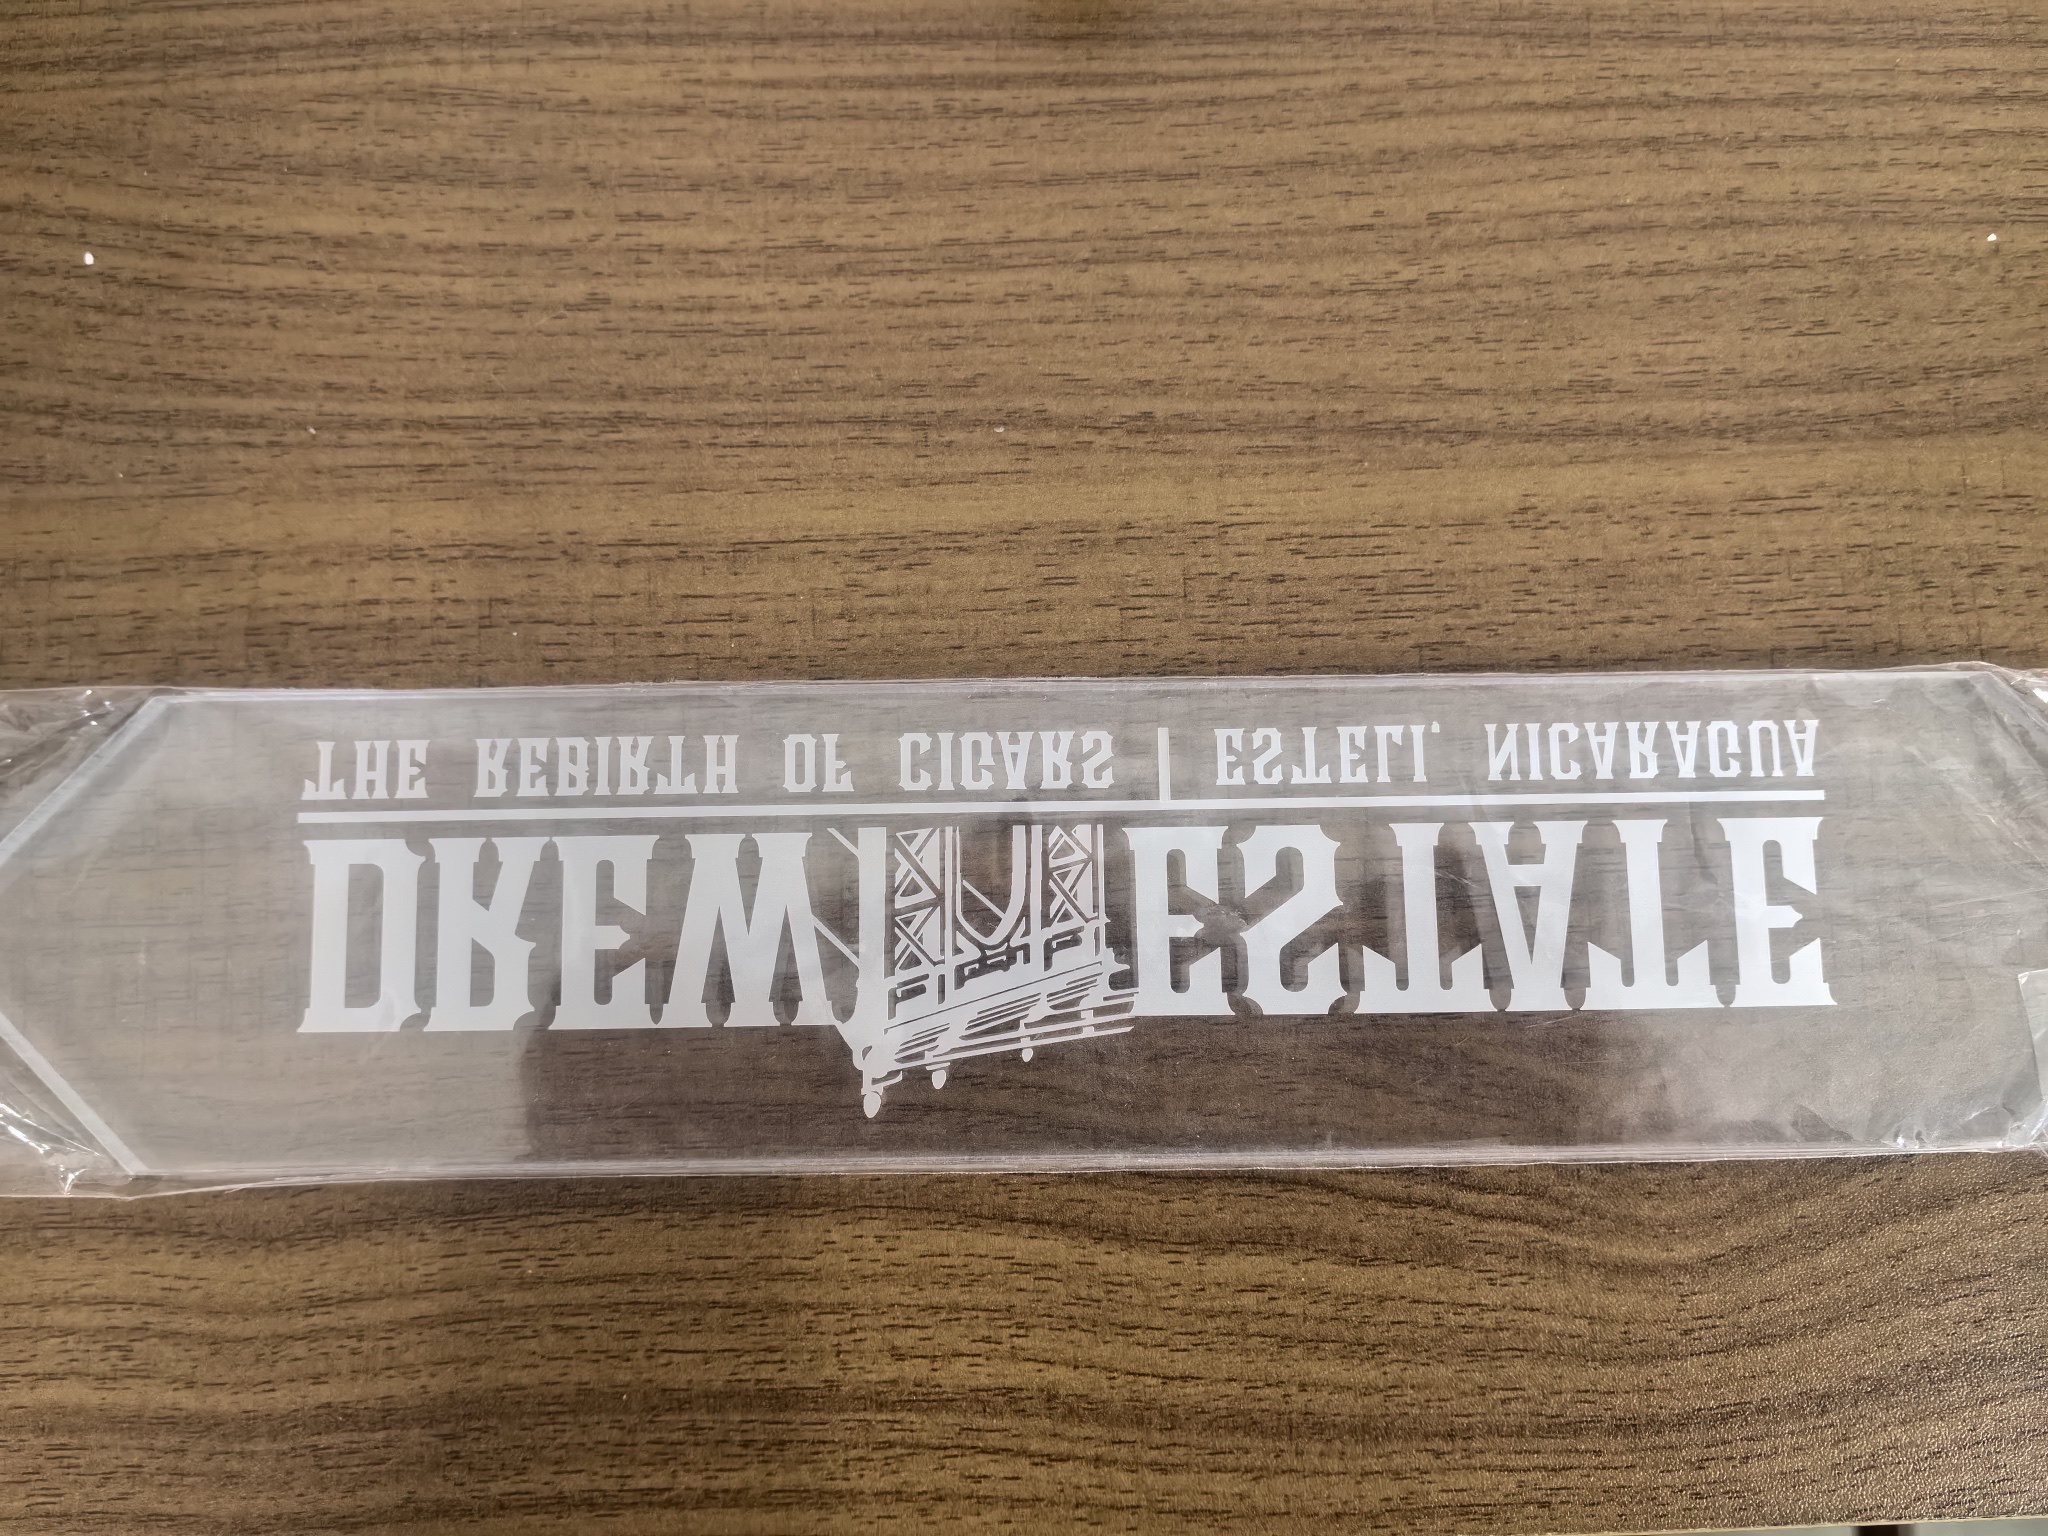 DREW ESTATE
THE REBIRTH OF CIGARS | ESTELI, NICARAGUA